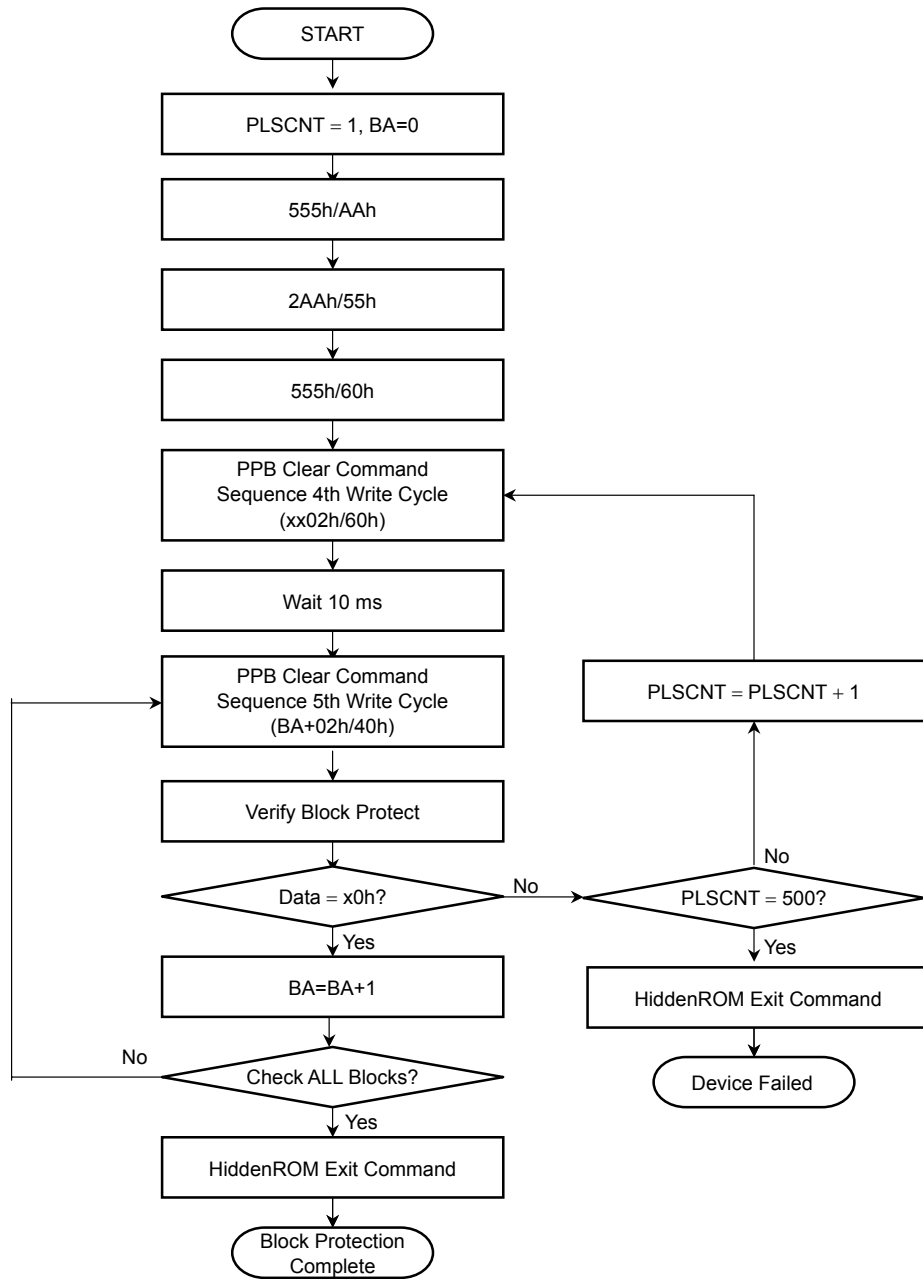 START
PLSCNT = 1, BA=0
555h/AAh
2AAh/55h
555h/60h
PPB Clear Command
Sequence 4th Write Cycle
(xx02h/60h)
Wait 10 ms
PPB Clear Command
Sequence 5th Write Cycle
(BA+02h/40h)
PLSCNT = PLSCNT + 1
Verify Block Protect
Data = x0h?
No
PLSCNT = 500?
No
Yes
Yes
BA=BA+1
HiddenROM Exit Command
No
Check ALL Blocks?
Device Failed
Yes
HiddenROM Exit Command
Block Protection
Complete